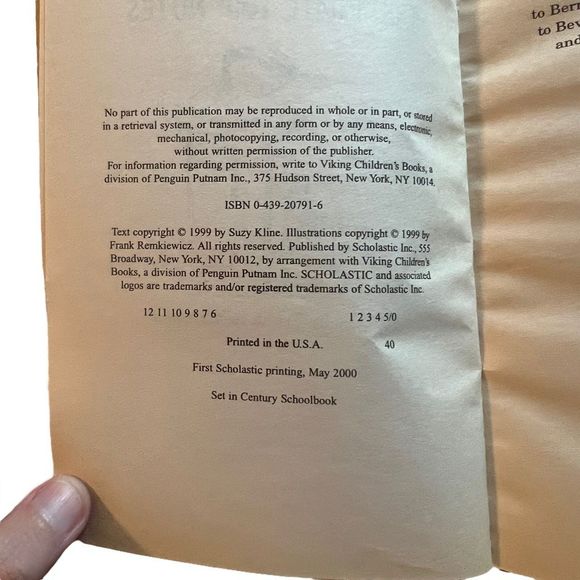 No part of this publication may be reproduced in whole or in part, or stored
in a retrieval system, or transmitted in any form or by any means, electronic,
mechanical, photocopying, recording, or otherwise,
without written permission of the publisher.
For information regarding permission, write to Viking Children's Books, a
division of Penguin Putnam Inc., 375 Hudson Street, New York, NY 10014.
ISBN 0-439-20791-6
Text copyright © 1999 by Suzy Kline. Illustrations copyright © 1999 by
Frank Remkiewicz. All rights reserved. Published by Scholastic Inc., 555
Broadway, New York, NY 10012, by arrangement with Viking Children's
Books, a division of Penguin Putnam Inc. SCHOLASTIC and associated
logos are trademarks and/or registered trademarks of Scholastic Inc.
12 11 10 9 8 7 6 1 2 3 4 5/0
Printed in the U.S.A. 40
First Scholastic printing, May 2000
Set in Century Schoolbook
to Bern
to Bev
and